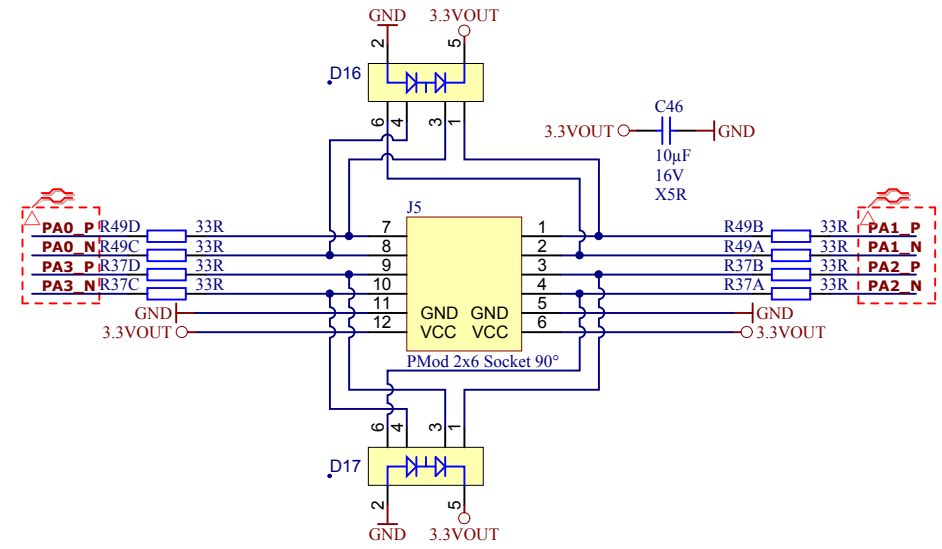 GND 3.3VOUT
2 5
D16
6 4 3 1
C46
3.3VOUT GND
10µF
16V
X5R
J5
PA0_P R49D 33R 7 1 R49B 33R PA1_P
PA0_N R49C 33R 8 2 R49A 33R PA1_N
PA3_P R37D 33R 9 3 R37B 33R PA2_P
PA3_N R37C 33R 10 4 R37A 33R PA2_N
GND 11 GND GND 5 GND
3.3VOUT 12 VCC VCC 6 3.3VOUT
PMod 2x6 Socket 90°
6 4 3 1
D17
2 5
GND 3.3VOUT